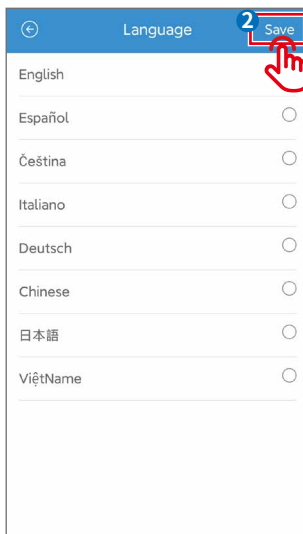 Language
2
Save
English
Español
Čeština
Italiano
Deutsch
Chinese
日本語
ViệtName